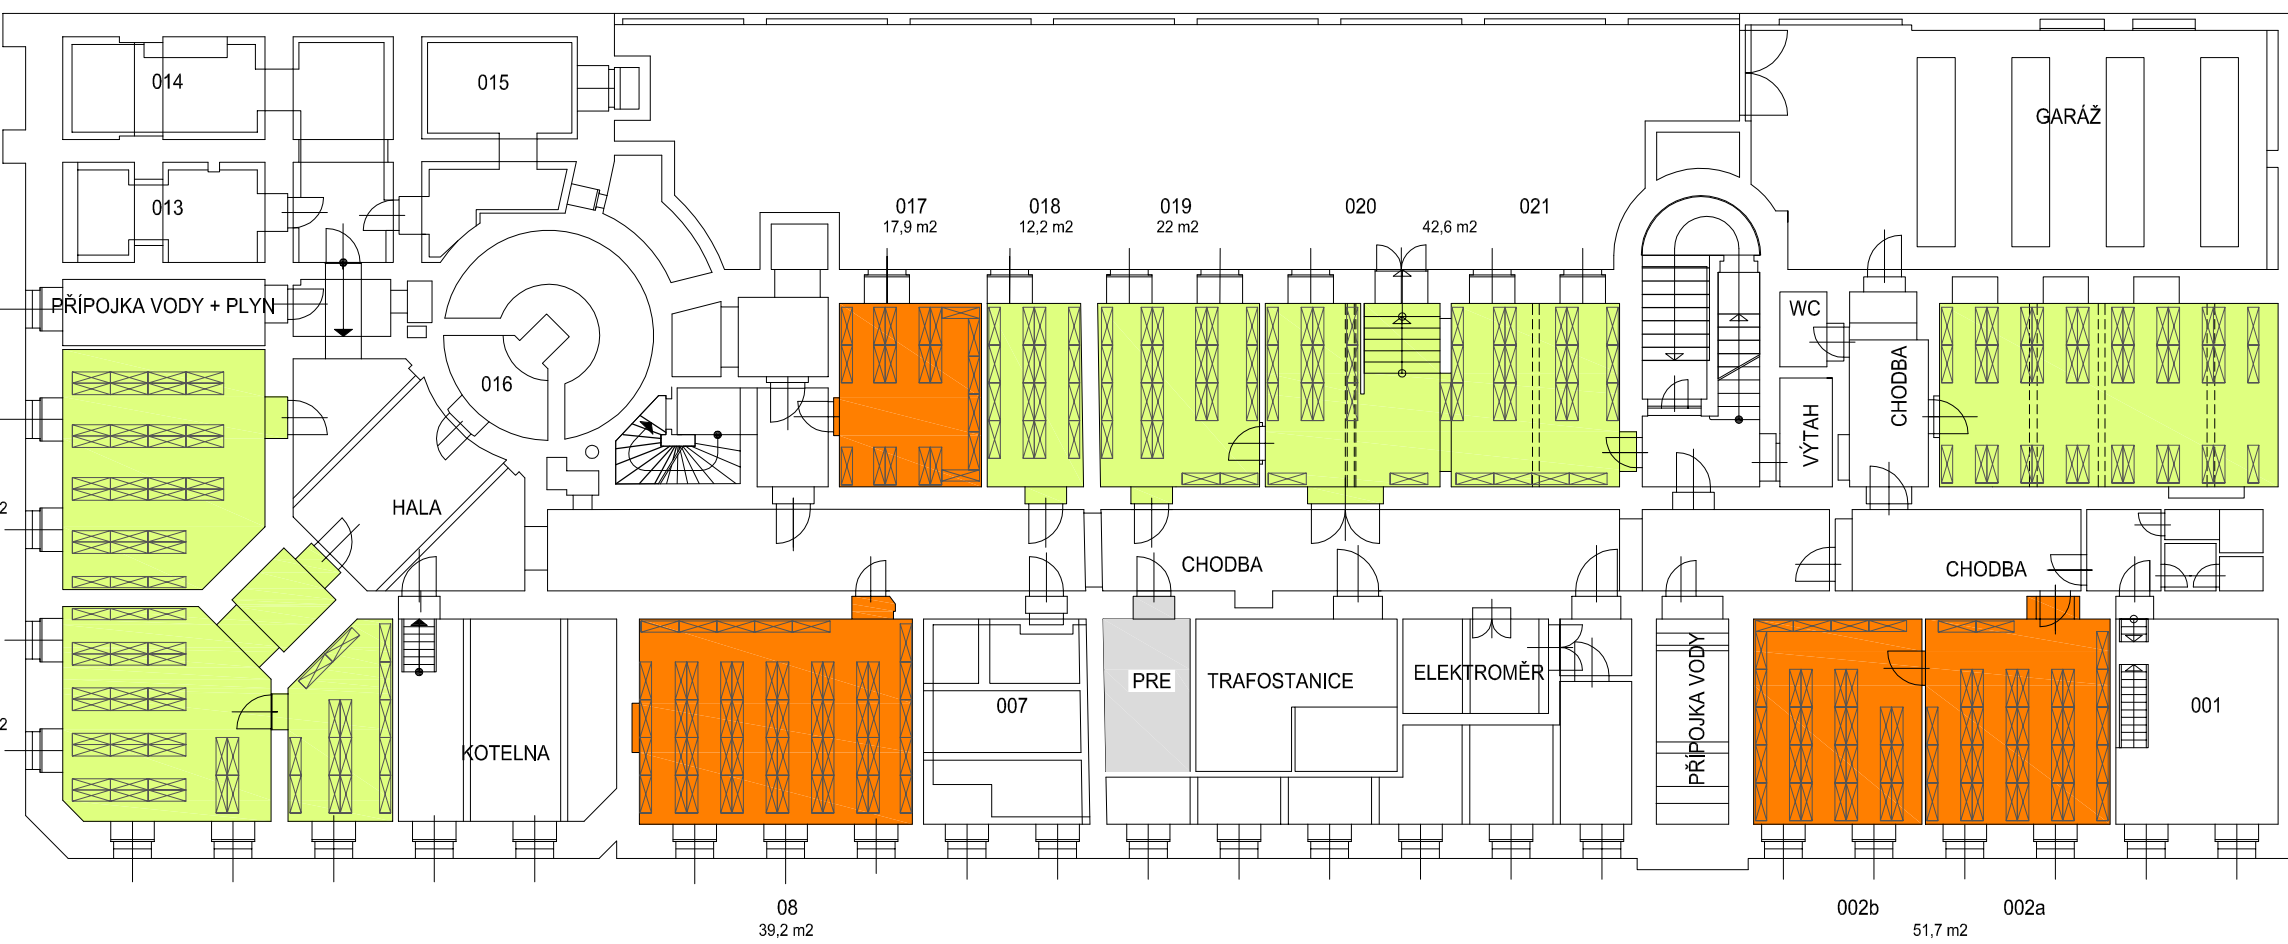 014
015
GARÁŽ
013
017
018
019
020
021
17,9 m2
12,2 m2
22 m2
42,6 m2
PŘÍPOJKA VODY + PLYN
WC
CHODBA
016
VÝTAH
HALA
2
CHODBA
CHODBA
PRE
TRAFOSTANICE
ELEKTROMĚR
PŘÍPOJKA VODY
007
001
2
KOTELNA
08
002b
002a
39,2 m2
51,7 m2